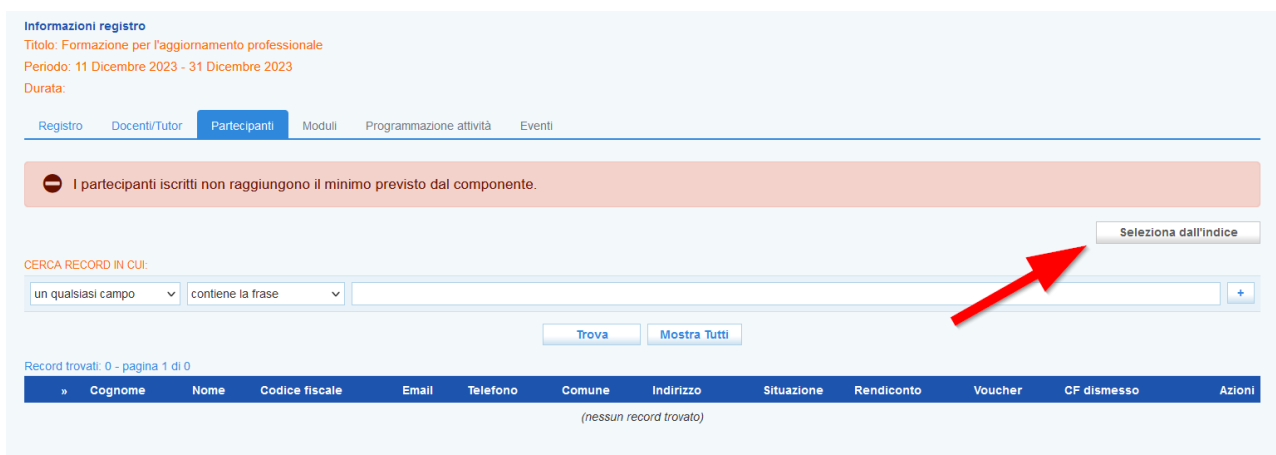 Informazioni registro
Titolo: Formazione per l'aggiornamento professionale
Periodo: 11 Dicembre 2023 - 31 Dicembre 2023
Durata:
Registro Docenti/Tutor Partecipanti Moduli Programmazione attività Eventi
I partecipanti iscritti non raggiungono il minimo previsto dal componente.
Seleziona dall'indice
CERCA RECORD IN CUI:
un qualsiasi campo contiene la frase +
Trova Mostra Tutti
Record trovati: 0 - pagina 1 di 0
» Cognome Nome Codice fiscale Email Telefono Comune Indirizzo Situazione Rendiconto Voucher CF dismesso Azioni
(nessun record trovato)